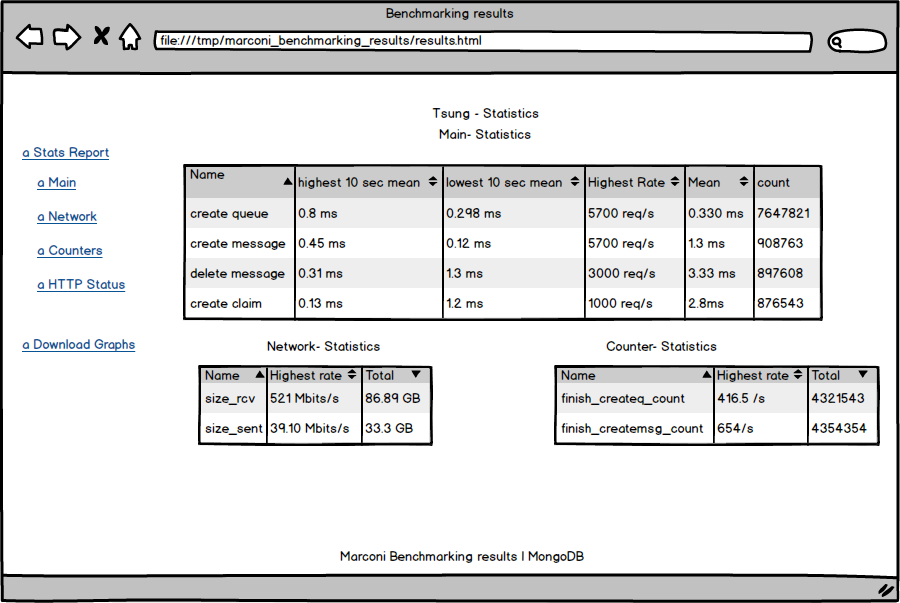 Benchmarking results
file:///tmp/marconi_benchmarking_results/results.html
Tsung - Statistics
Main- Statistics
a Stats Report
a Main
a Network
a Counters
a HTTP Status
a Download Graphs
Name highest 10 sec mean lowest 10 sec mean Highest Rate Mean count
create queue 0.8 ms 0.298 ms 5700 req/s 0.330 ms 7647821
create message 0.45 ms 0.12 ms 5700 req/s 1.3 ms 908763
delete message 0.31 ms 1.3 ms 3000 req/s 3.33 ms 897608
create claim 0.13 ms 1.2 ms 1000 req/s 2.8ms 876543
Network- Statistics
Name Highest rate Total
size_rcv 521 Mbits/s 86.89 GB
size_sent 39.10 Mbits/s 33.3 GB
Counter- Statistics
Name Highest rate Total
finish_createq_count 416.5 /s 4321543
finish_createmsg_count 654/s 4354354
Marconi Benchmarking results | MongoDB